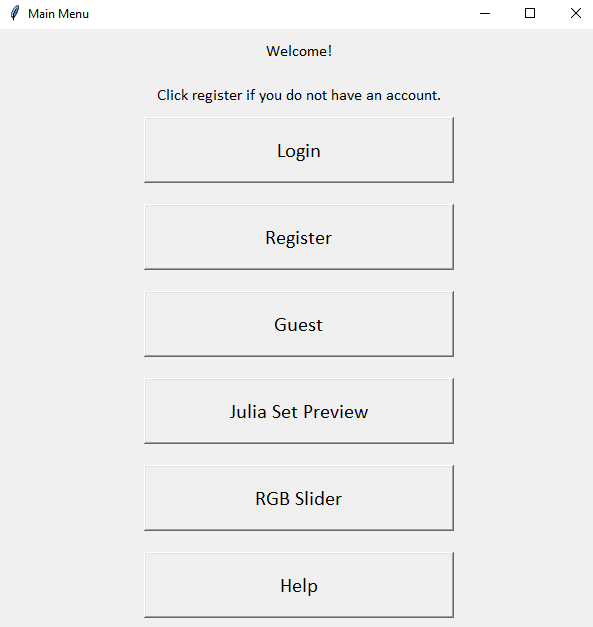 Main Menu
Welcome!
Click register if you do not have an account.
Login
Register
Guest
Julia Set Preview
RGB Slider
Help